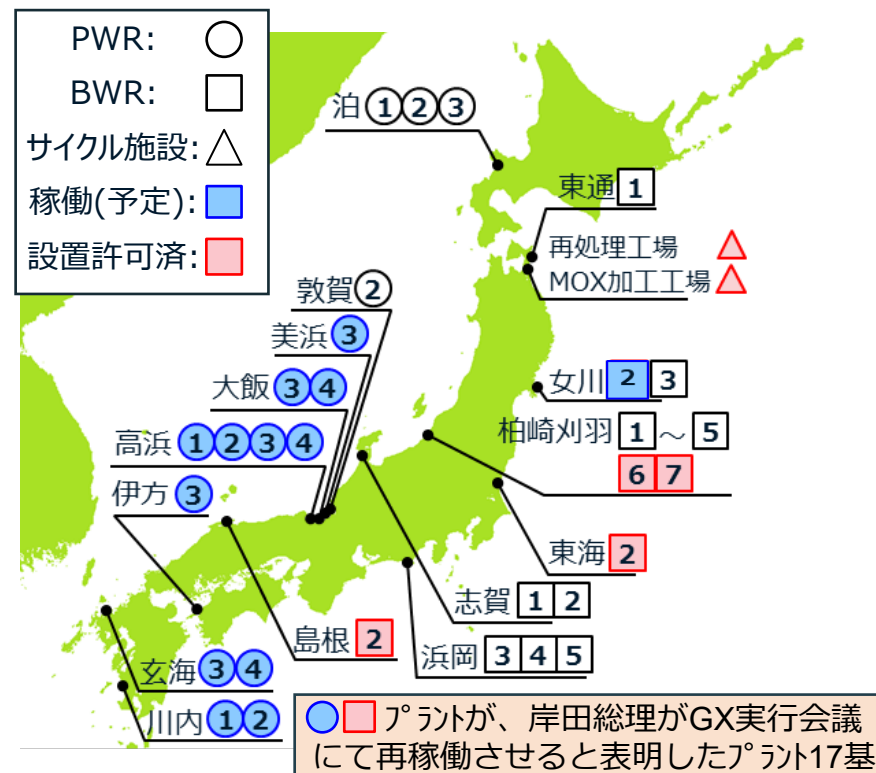 PWR: ○
BWR: □
サイクル施設:△
稼働(予定):
設置許可済:
泊①②③
東通 1
再処理工場
MOX加工工場
敦賀②
美浜③
大飯③④
女川 2 3
柏崎刈羽 1 ~ 5
6 7
高浜①②③④
伊方③
東海 2
志賀 1 2
島根 2
浜岡 3 4 5
玄海③④
川内①②
プラントが、岸田総理がGX実行会議
にて再稼働させると表明したプラント17基